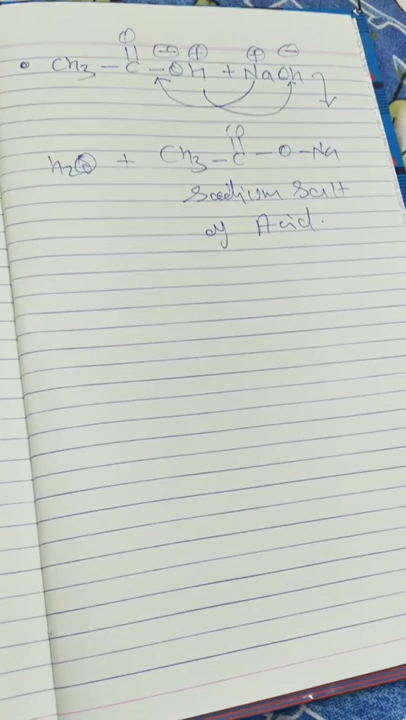 O
• CH3 - C - OH + NaOH
⊖ ⊕ ⊕ ⊖
O
H2O + CH3 - C - O - Na
Sodium Salt
of Acid.